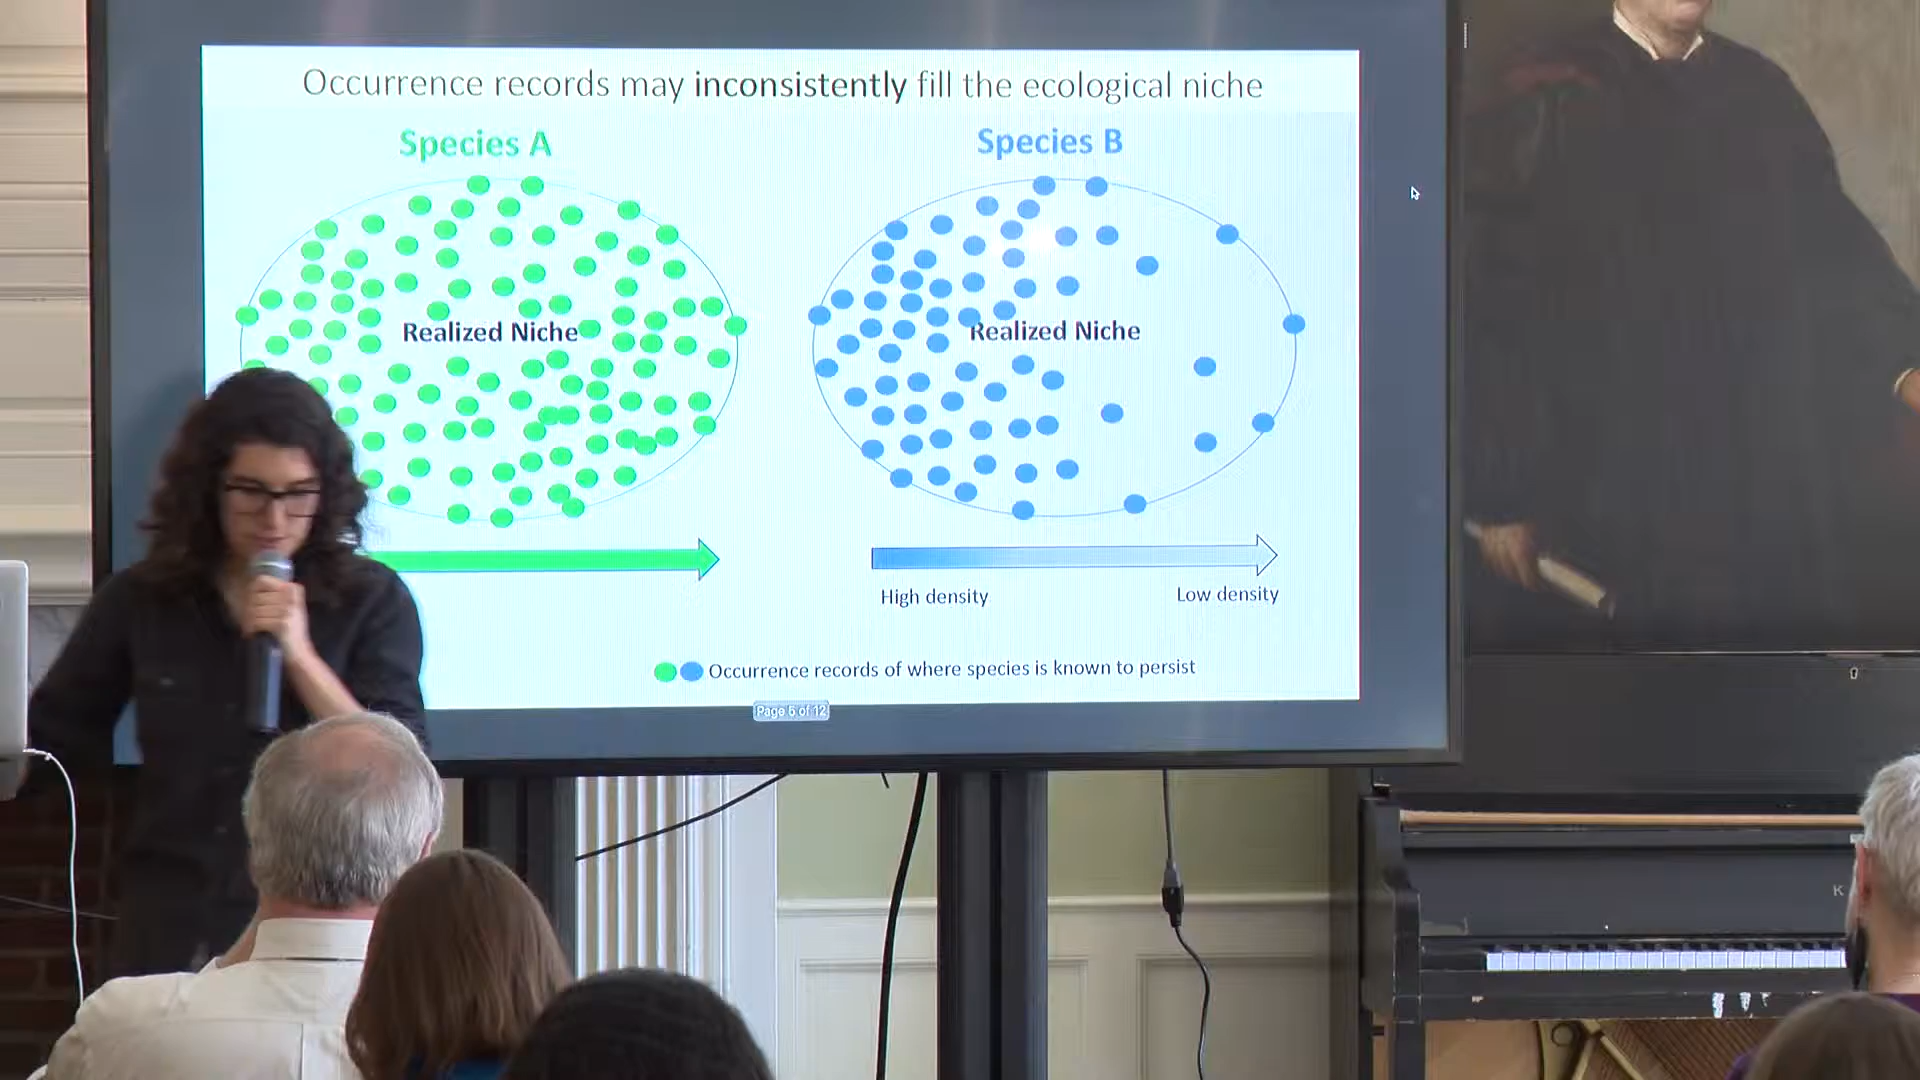 Occurrence records may inconsistently fill the ecological niche
Species A
Species B
Realized Niche
Realized Niche
High density
Low density
Occurrence records of where species is known to persist
Page 5 of 12
K